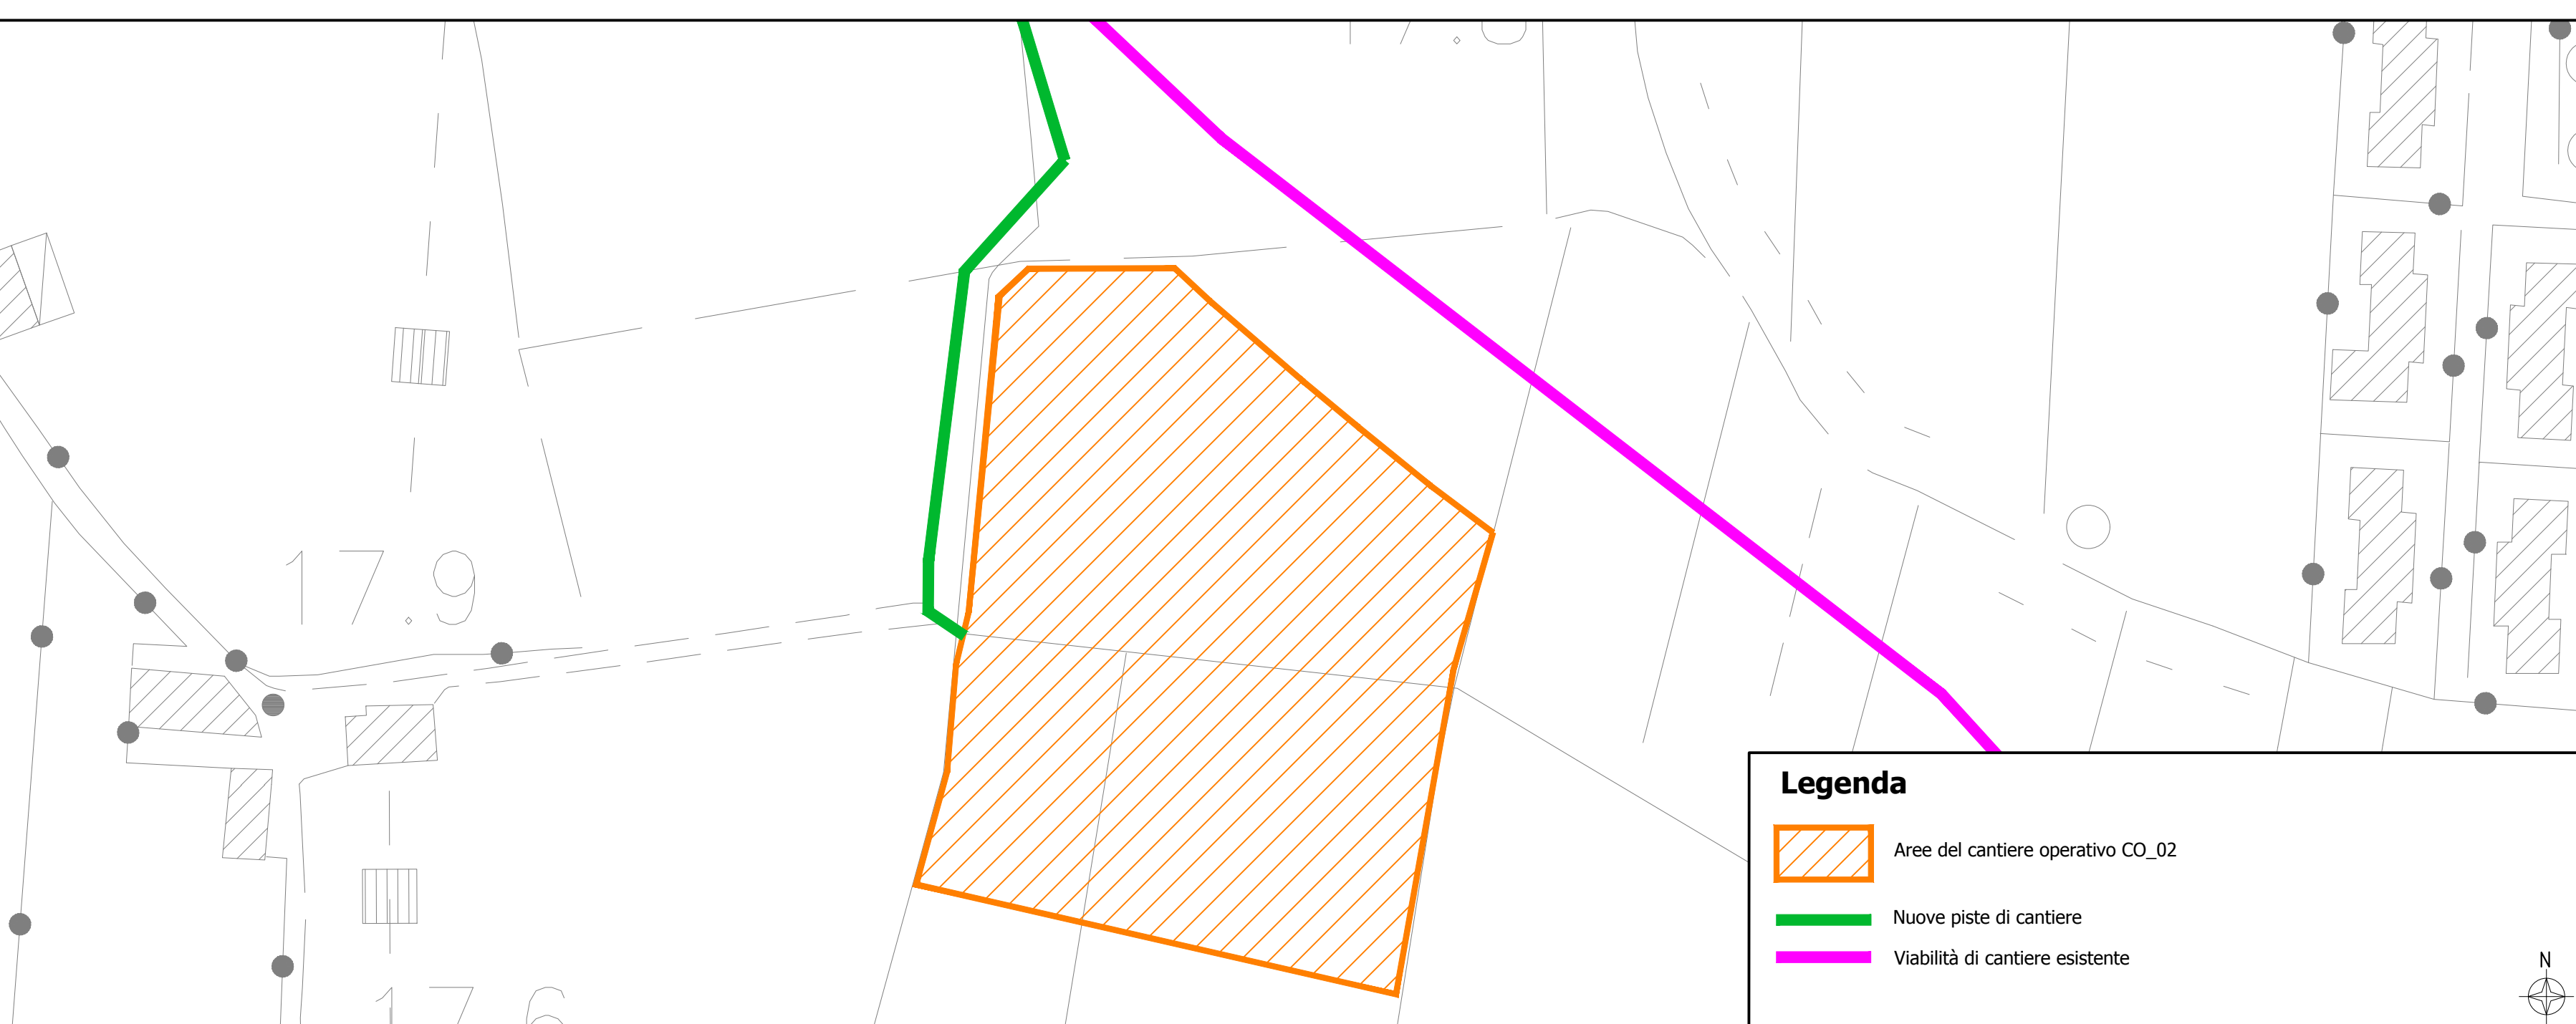 17.9
Legenda
Aree del cantiere operativo CO_02
Nuove piste di cantiere
Viabilità di cantiere esistente
N